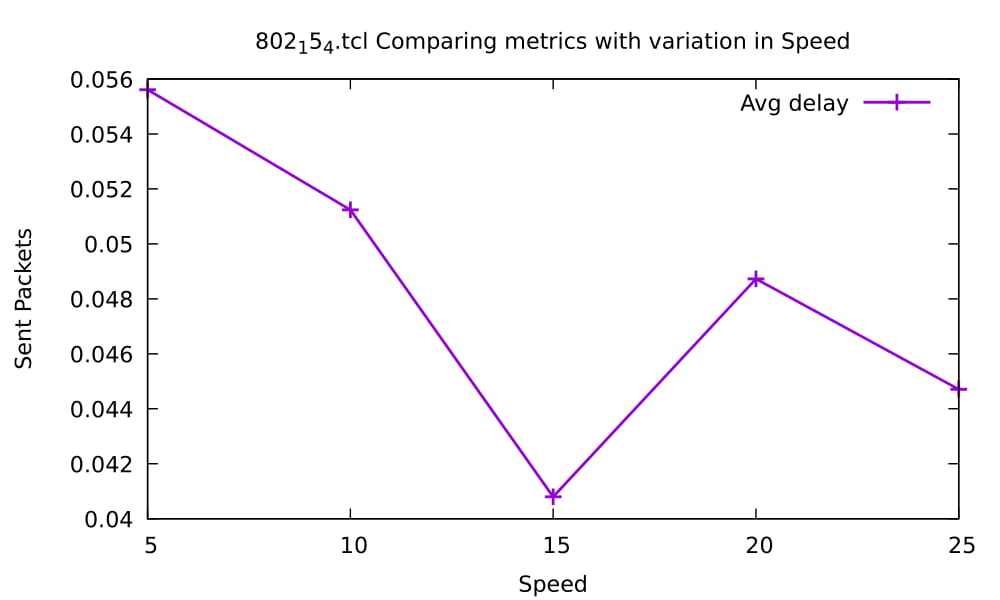 802₁5₄.tcl Comparing metrics with variation in Speed
Avg delay
0.056
0.054
0.052
0.05
0.048
0.046
0.044
0.042
0.04
Sent Packets
5 10 15 20 25
Speed